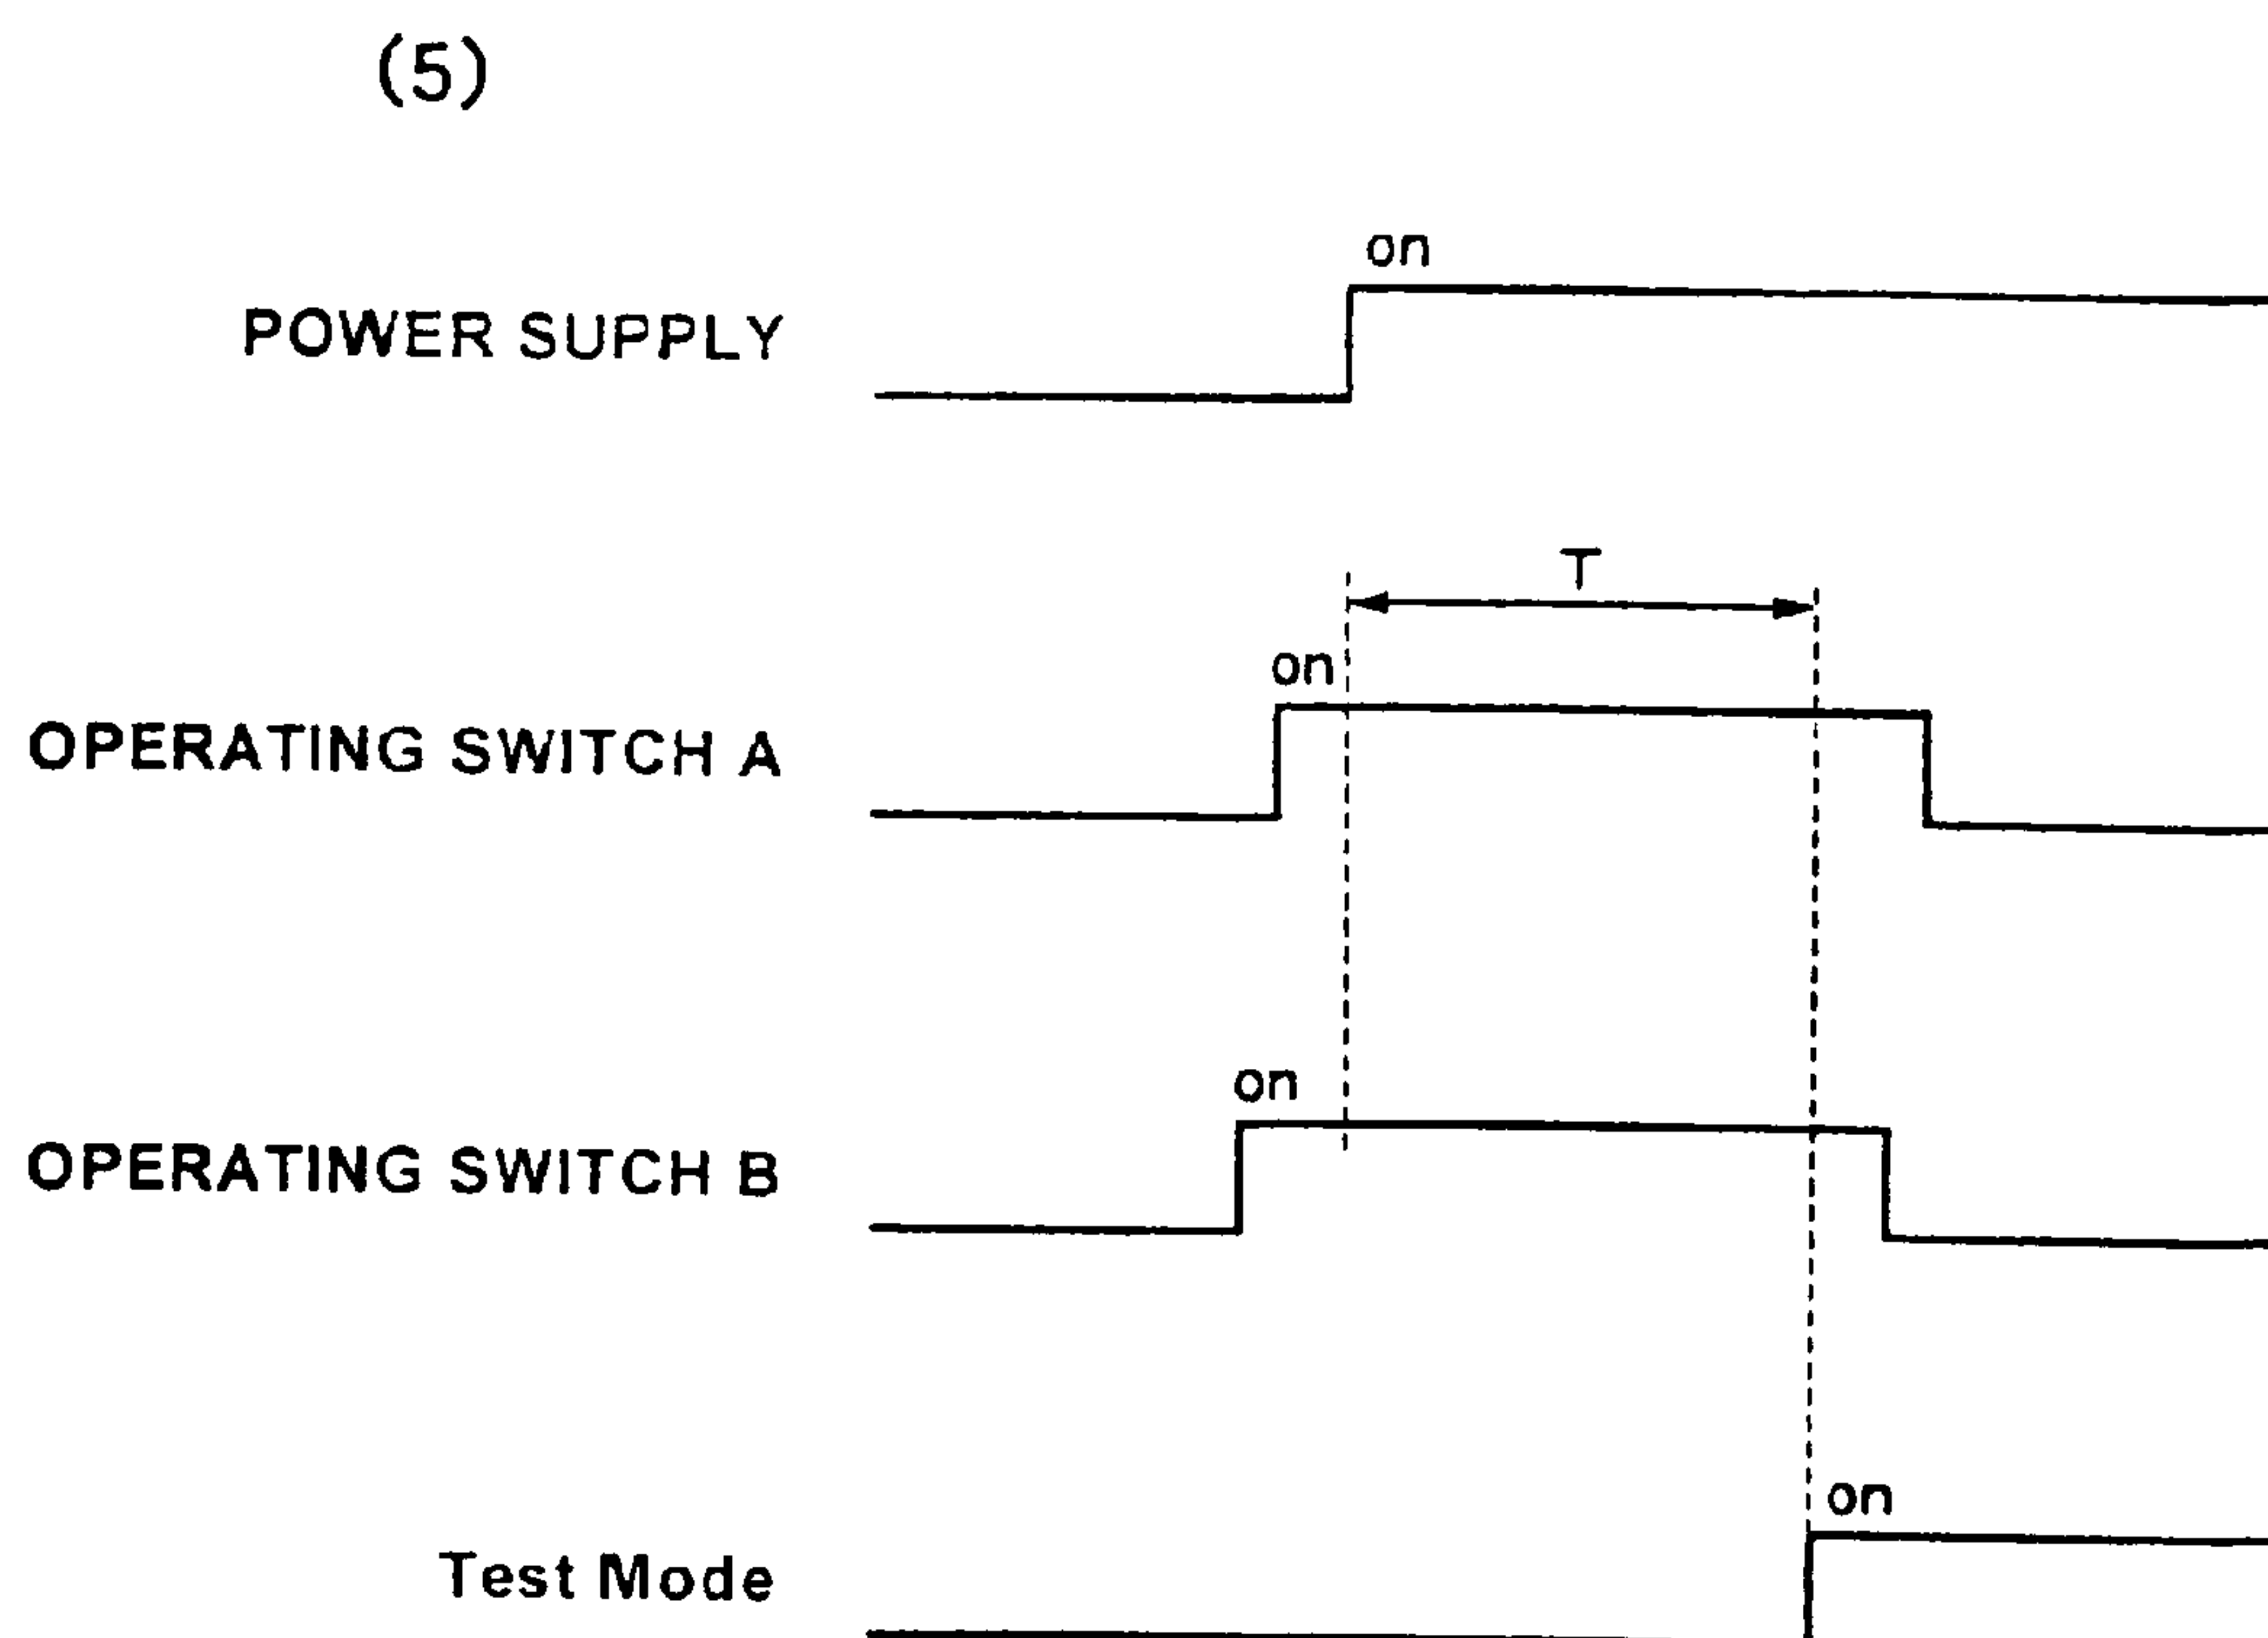 (5)
on
POWER SUPPLY
T
on
OPERATING SWITCH A
on
OPERATING SWITCH B
on
Test Mode